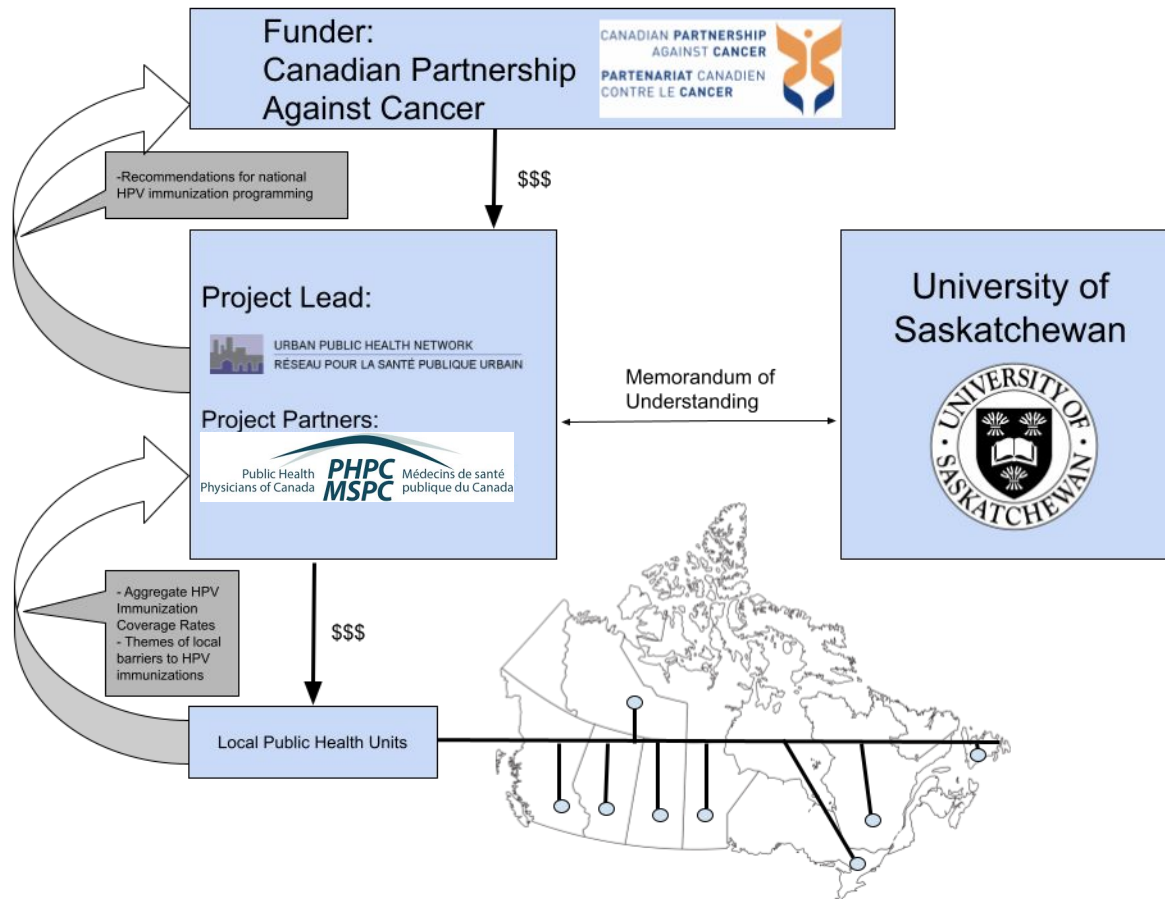 Funder:
Canadian Partnership
Against Cancer
CANADIAN PARTNERSHIP
AGAINST CANCER
PARTENARIAT CANADIEN
CONTRE LE CANCER
-Recommendations for national
HPV immunization programming
$$$
Project Lead:
URBAN PUBLIC HEALTH NETWORK
RÉSEAU POUR LA SANTÉ PUBLIQUE URBAIN
Project Partners:
Public Health
Physicians of Canada
PHPC
MSPC
Médecins de santé
publique du Canada
Memorandum of
Understanding
University of
Saskatchewan
UNIVERSITY OF
SASKATCHEWAN
- Aggregate HPV
Immunization
Coverage Rates
- Themes of local
barriers to HPV
immunizations
$$$
Local Public Health Units